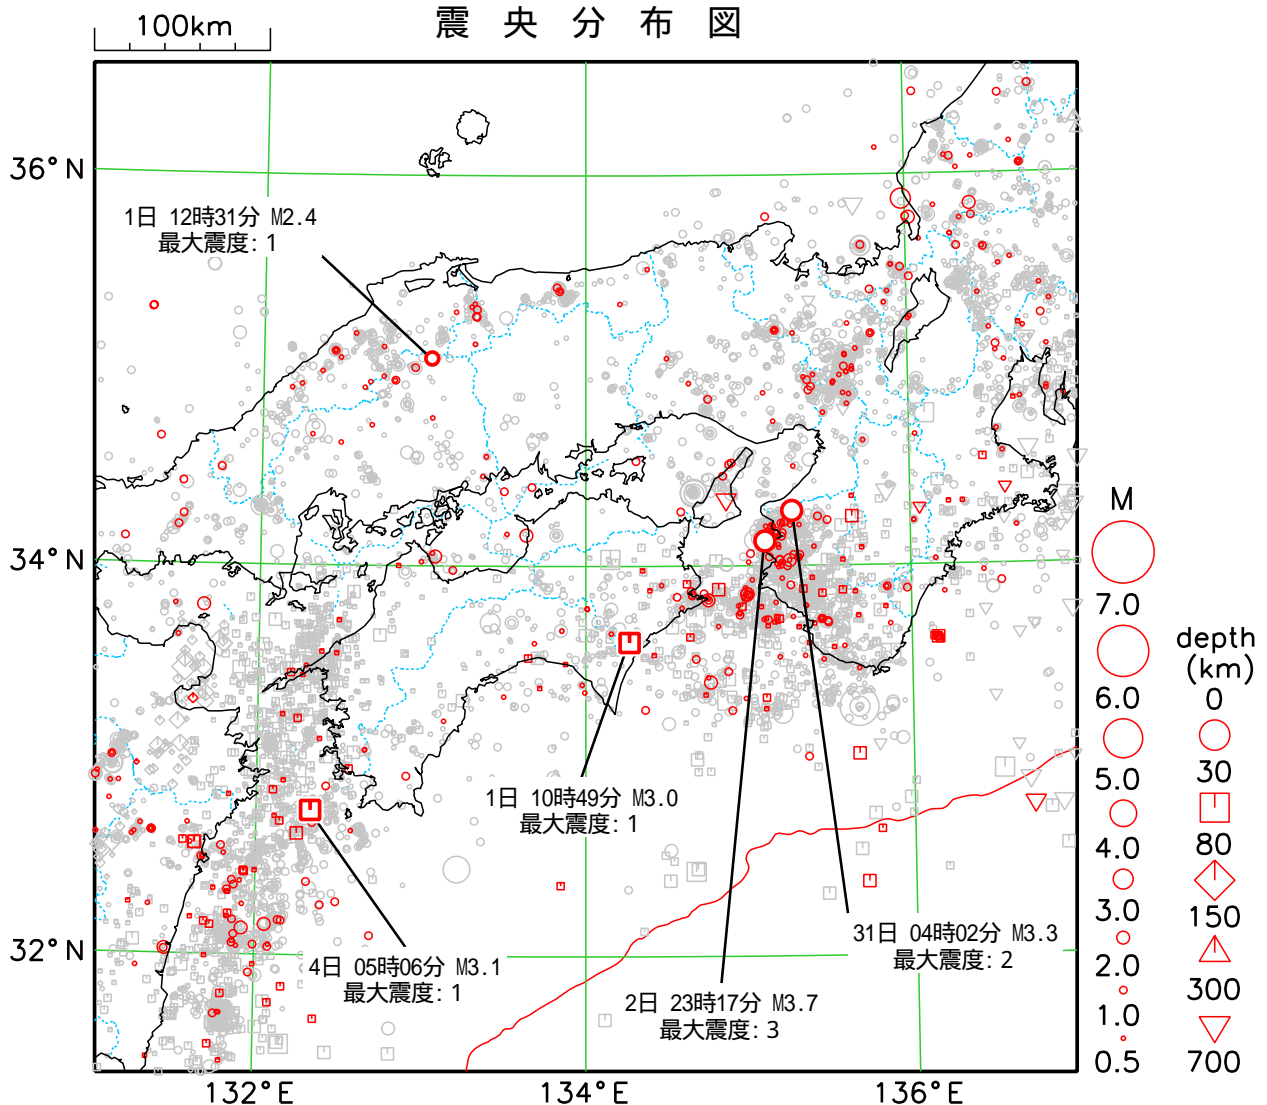 震央分布図
100km
36°N
34°N
32°N
132°E
134°E
136°E
1日 12時31分 M2.4
最大震度: 1
1日 10時49分 M3.0
最大震度: 1
4日 05時06分 M3.1
最大震度: 1
31日 04時02分 M3.3
最大震度: 2
2日 23時17分 M3.7
最大震度: 3
M
7.0
6.0
5.0
4.0
3.0
2.0
1.0
0.5
depth
(km)
0
30
80
150
300
700